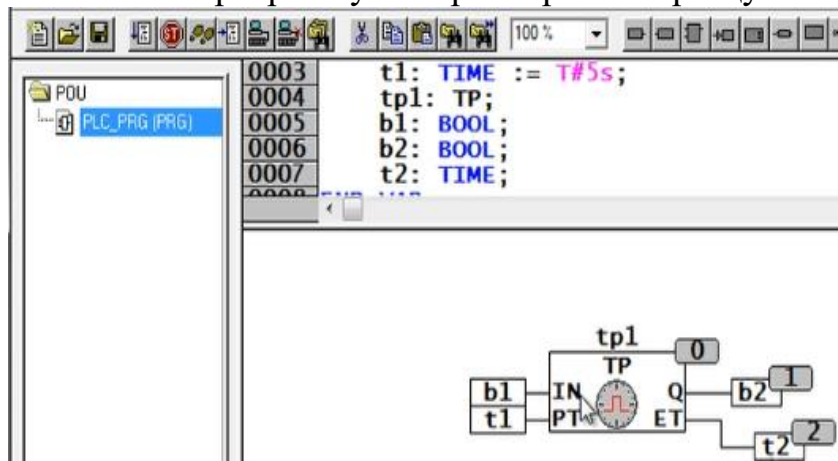 100 %
POU
PLC_PRG (PRG)
0003 t1: TIME := T#5s;
0004 tp1: TP;
0005 b1: BOOL;
0006 b2: BOOL;
0007 t2: TIME;
tp1
0
TP
b1 IN Q b2 1
t1 PT ET
t2 2